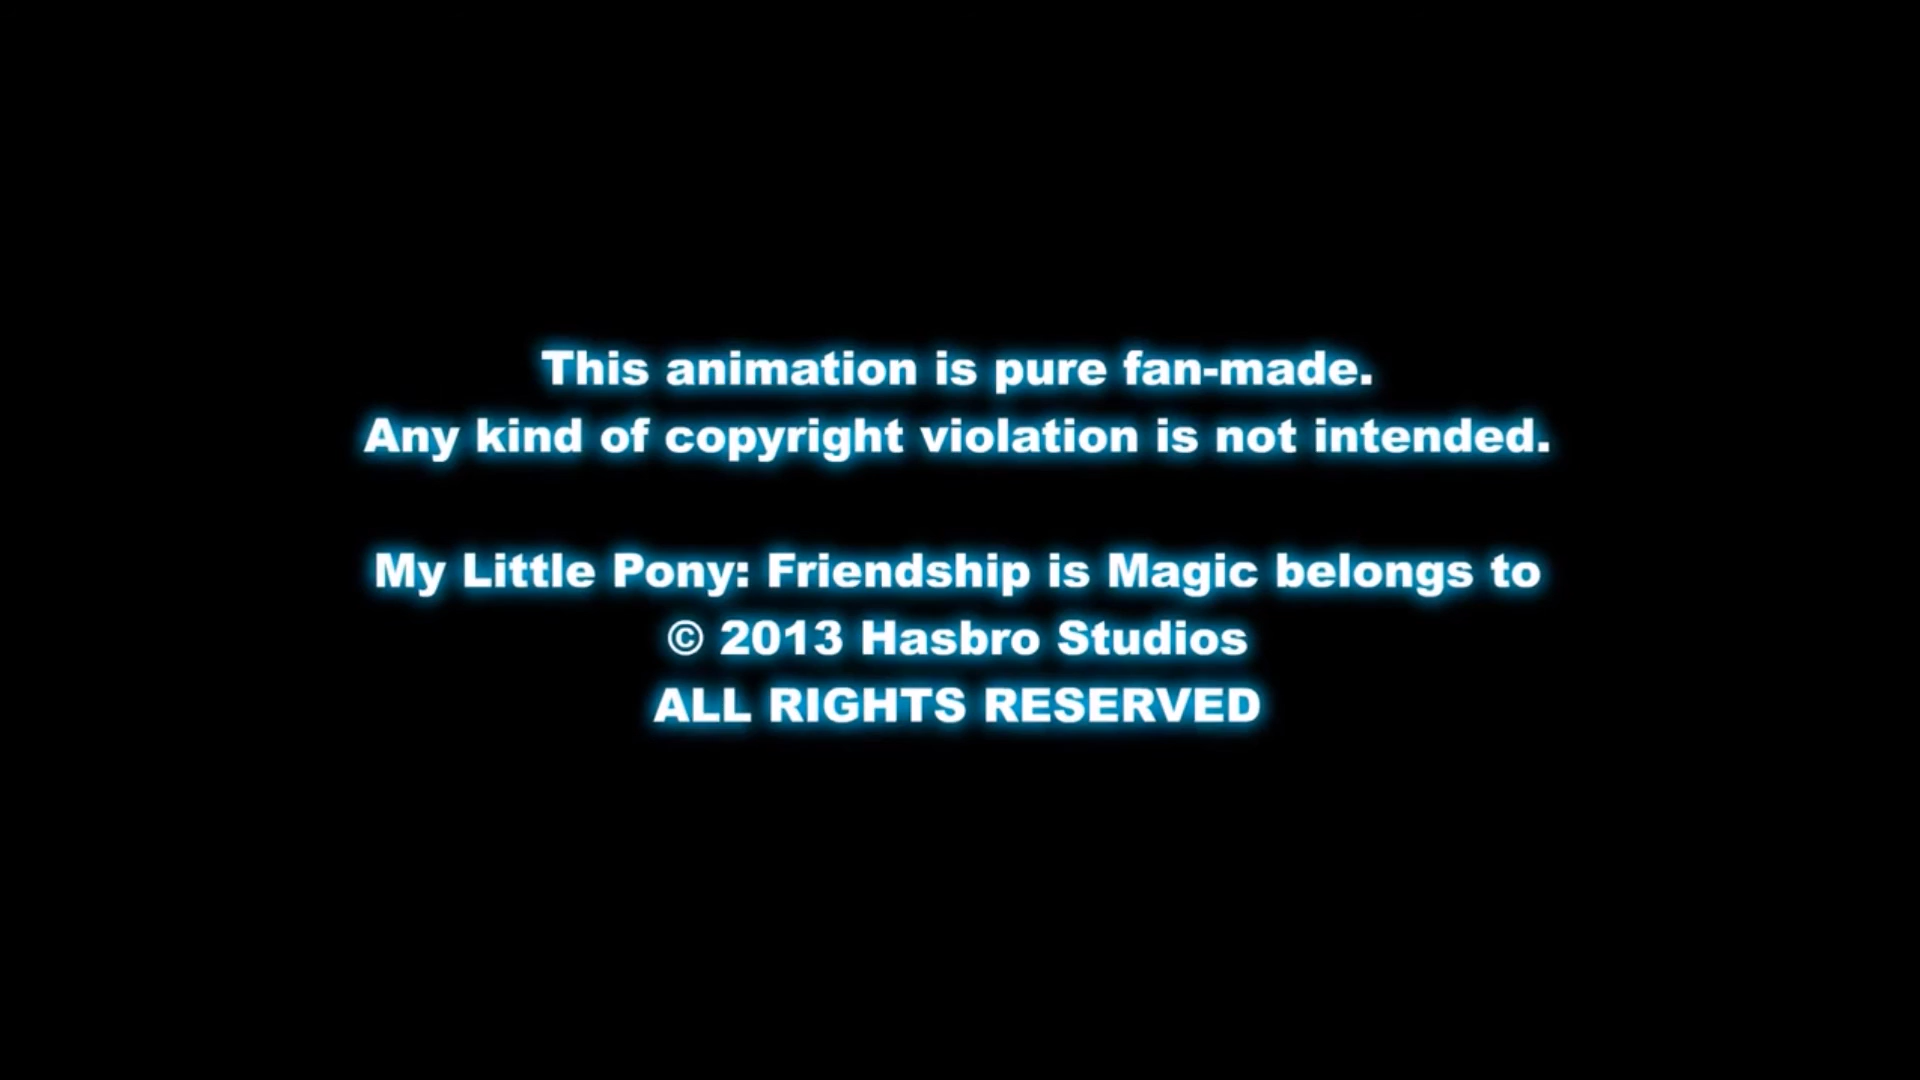 This animation is pure fan-made.
Any kind of copyright violation is not intended.
My Little Pony: Friendship is Magic belongs to
© 2013 Hasbro Studios
ALL RIGHTS RESERVED